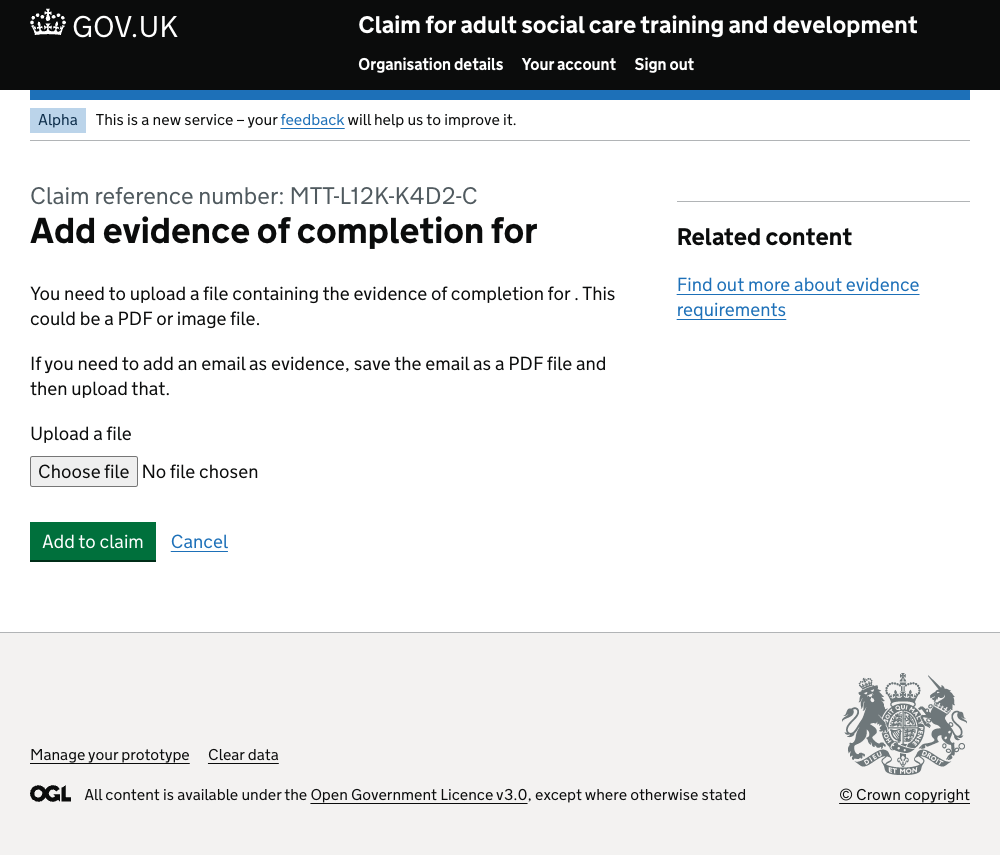 GOV.UK
Claim for adult social care training and development
Organisation details Your account Sign out
Alpha This is a new service – your feedback will help us to improve it.
Claim reference number: MTT-L12K-K4D2-C
Add evidence of completion for
You need to upload a file containing the evidence of completion for . This
could be a PDF or image file.
If you need to add an email as evidence, save the email as a PDF file and
then upload that.
Upload a file
Choose file No file chosen
Add to claim Cancel
Related content
Find out more about evidence
requirements
Manage your prototype Clear data
OGL All content is available under the Open Government Licence v3.0, except where otherwise stated
DIEU ET MON DROIT
© Crown copyright